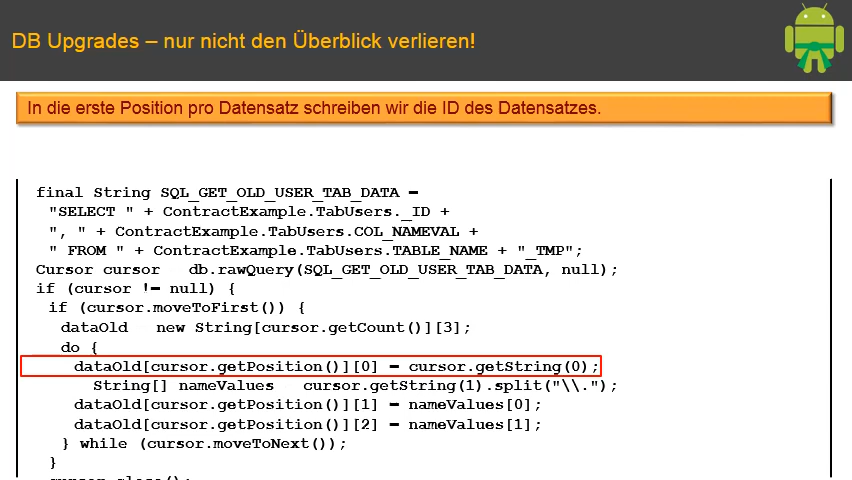 DB Upgrades – nur nicht den Überblick verlieren!
In die erste Position pro Datensatz schreiben wir die ID des Datensatzes.
final String SQL_GET_OLD_USER_TAB_DATA =
"SELECT " + ContractExample.TabUsers._ID +
", " + ContractExample.TabUsers.COL_NAMEVAL +
" FROM " + ContractExample.TabUsers.TABLE_NAME + "_TMP";
Cursor cursor db.rawQuery(SQL_GET_OLD_USER_TAB_DATA, null);
if (cursor != null) {
if (cursor.moveToFirst()) {
dataOld new String[cursor.getCount()][3];
do {
dataOld[cursor.getPosition()][0] = cursor.getString(0);
String[] nameValues cursor.getString(1).split("\\.");
dataOld[cursor.getPosition()][1] = nameValues[0];
dataOld[cursor.getPosition()][2] = nameValues[1];
} while (cursor.moveToNext());
}